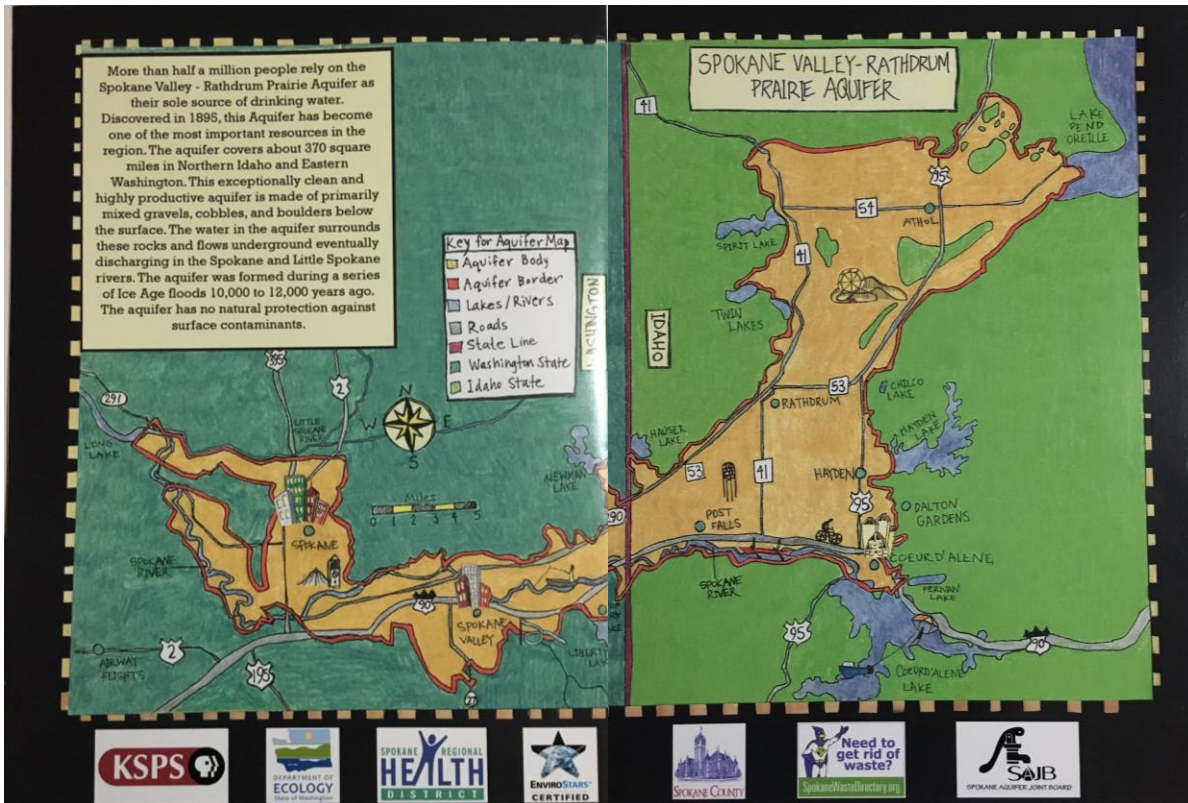 More than half a million people rely on the
Spokane Valley - Rathdrum Prairie Aquifer as
their sole source of drinking water.
Discovered in 1895, this Aquifer has become
one of the most important resources in the
region. The aquifer covers about 370 square
miles in Northern Idaho and Eastern
Washington. This exceptionally clean and
highly productive aquifer is made of primarily
mixed gravels, cobbles, and boulders below
the surface. The water in the aquifer surrounds
these rocks and flows underground eventually
discharging in the Spokane and Little Spokane
rivers. The aquifer was formed during a series
of Ice Age floods 10,000 to 12,000 years ago.
The aquifer has no natural protection against
surface contaminants.
Key for Aquifer Map
Aquifer Body
Aquifer Border
Lakes/Rivers
Roads
State Line
Washington State
Idaho State
395
2
291
LONG
LAKE
LITTLE
SPOKANE
RIVER
N
W
E
S
Miles
0 1 2 3 4 5
NEWMAN
LAKE
SPOKANE
SPOKANE
RIVER
90
SPOKANE
VALLEY
LIBERTY
AIRWAY
HEIGHTS
2
195
SPOKANE VALLEY-RATHDRUM
PRAIRIE AQUIFER
41
LAKE
PEND
OREILLE
95
54
ATHOL
SPIRIT LAKE
41
TWIN
LAKES
IDAHO
53
RATHDRUM
CHILCO
LAKE
HAYDEN
LAKE
HAUSER
LAKE
53
41
HAYDEN
95
DALTON
GARDENS
POST
FALLS
COEUR D'ALENE
SPOKANE
RIVER
FERNAN
LAKE
95
90
COEUR D'ALENE
LAKE
KSPS
PBS
DEPARTMENT OF
ECOLOGY
State of Washington
SPOKANE REGIONAL
HEALTH
DISTRICT
ENVIROSTARS
CERTIFIED
SPOKANE COUNTY
Need to
get rid of
waste?
SpokaneWasteDirectory.org
SAJB
SPOKANE AQUIFER JOINT BOARD